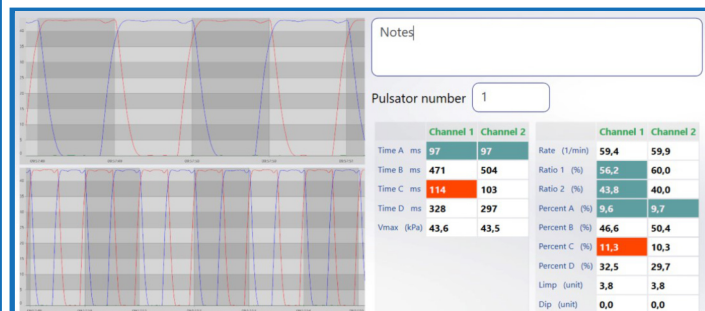 Notes
Pulsator number 1
Channel 1 Channel 2
Time A ms 97 97
Time B ms 471 504
Time C ms 114 103
Time D ms 328 297
Vmax (kPa) 43,6 43,5
Channel 1 Channel 2
Rate (1/min) 59,4 59,9
Ratio 1 (%) 56,2 60,0
Ratio 2 (%) 43,8 40,0
Percent A (%) 9,6 9,7
Percent B (%) 46,6 50,4
Percent C (%) 11,3 10,3
Percent D (%) 32,5 29,7
Limp (unit) 3,8 3,8
Dip (unit) 0,0 0,0